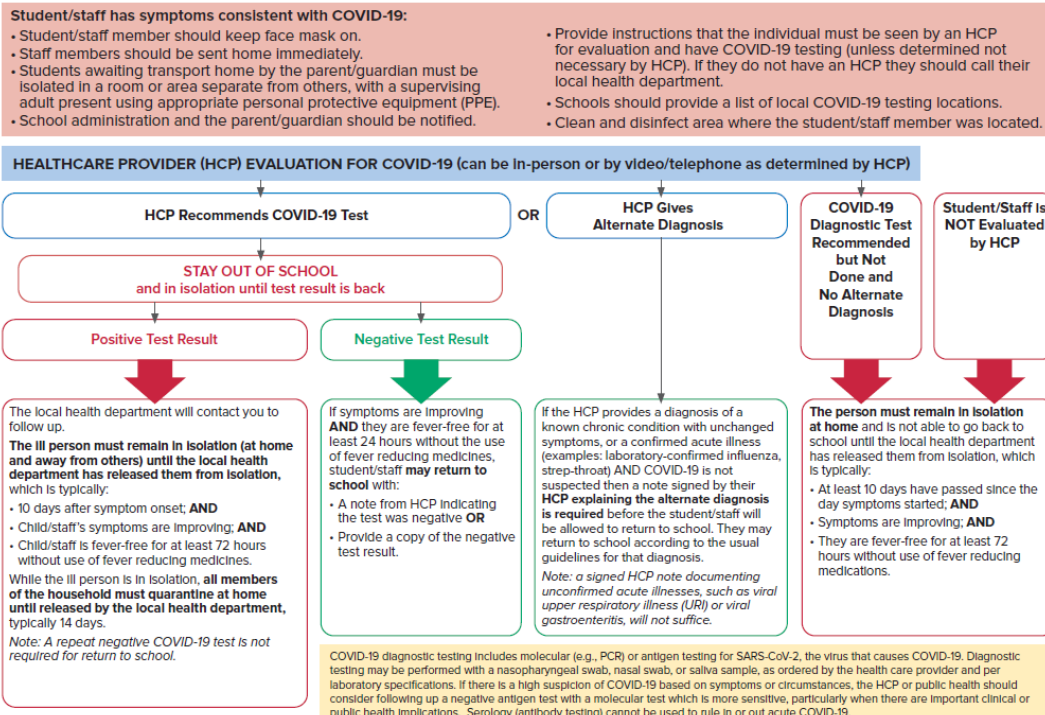 Student/staff has symptoms consistent with COVID-19:
• Student/staff member should keep face mask on.
• Staff members should be sent home immediately.
• Students awaiting transport home by the parent/guardian must be
isolated in a room or area separate from others, with a supervising
adult present using appropriate personal protective equipment (PPE).
• School administration and the parent/guardian should be notified.
• Provide instructions that the individual must be seen by an HCP
for evaluation and have COVID-19 testing (unless determined not
necessary by HCP). If they do not have an HCP they should call their
local health department.
• Schools should provide a list of local COVID-19 testing locations.
• Clean and disinfect area where the student/staff member was located.
HEALTHCARE PROVIDER (HCP) EVALUATION FOR COVID-19 (can be in-person or by video/telephone as determined by HCP)
HCP Recommends COVID-19 Test
OR
HCP Gives
Alternate Diagnosis
COVID-19
Diagnostic Test
Recommended
but Not
Done and
No Alternate
Diagnosis
Student/Staff is
NOT Evaluated
by HCP
STAY OUT OF SCHOOL
and in isolation until test result is back
Positive Test Result
Negative Test Result
The local health department will contact you to
follow up.
The ill person must remain in isolation (at home
and away from others) until the local health
department has released them from isolation,
which is typically:
• 10 days after symptom onset; AND
• Child/staff's symptoms are improving; AND
• Child/staff is fever-free for at least 72 hours
without use of fever reducing medicines.
While the ill person is in isolation, all members
of the household must quarantine at home
until released by the local health department,
typically 14 days.
Note: A repeat negative COVID-19 test is not
required for return to school.
If symptoms are improving
AND they are fever-free for at
least 24 hours without the use
of fever reducing medicines,
student/staff may return to
school with:
• A note from HCP indicating
the test was negative OR
• Provide a copy of the negative
test result.
If the HCP provides a diagnosis of a
known chronic condition with unchanged
symptoms, or a confirmed acute illness
(examples: laboratory-confirmed influenza,
strep-throat) AND COVID-19 is not
suspected then a note signed by their
HCP explaining the alternate diagnosis
is required before the student/staff will
be allowed to return to school. They may
return to school according to the usual
guidelines for that diagnosis.
Note: a signed HCP note documenting
unconfirmed acute illnesses, such as viral
upper respiratory illness (URI) or viral
gastroenteritis, will not suffice.
The person must remain in isolation
at home and is not able to go back to
school until the local health department
has released them from isolation, which
is typically:
• At least 10 days have passed since the
day symptoms started; AND
• Symptoms are improving; AND
• They are fever-free for at least 72
hours without use of fever reducing
medications.
COVID-19 diagnostic testing includes molecular (e.g., PCR) or antigen testing for SARS-CoV-2, the virus that causes COVID-19. Diagnostic
testing may be performed with a nasopharyngeal swab, nasal swab, or saliva sample, as ordered by the health care provider and per
laboratory specifications. If there is a high suspicion of COVID-19 based on symptoms or circumstances, the HCP or public health should
consider following up a negative antigen test with a molecular test which is more sensitive, particularly when there are important clinical or
public health implications. Serology (antibody testing) cannot be used to rule in or out acute COVID-19.